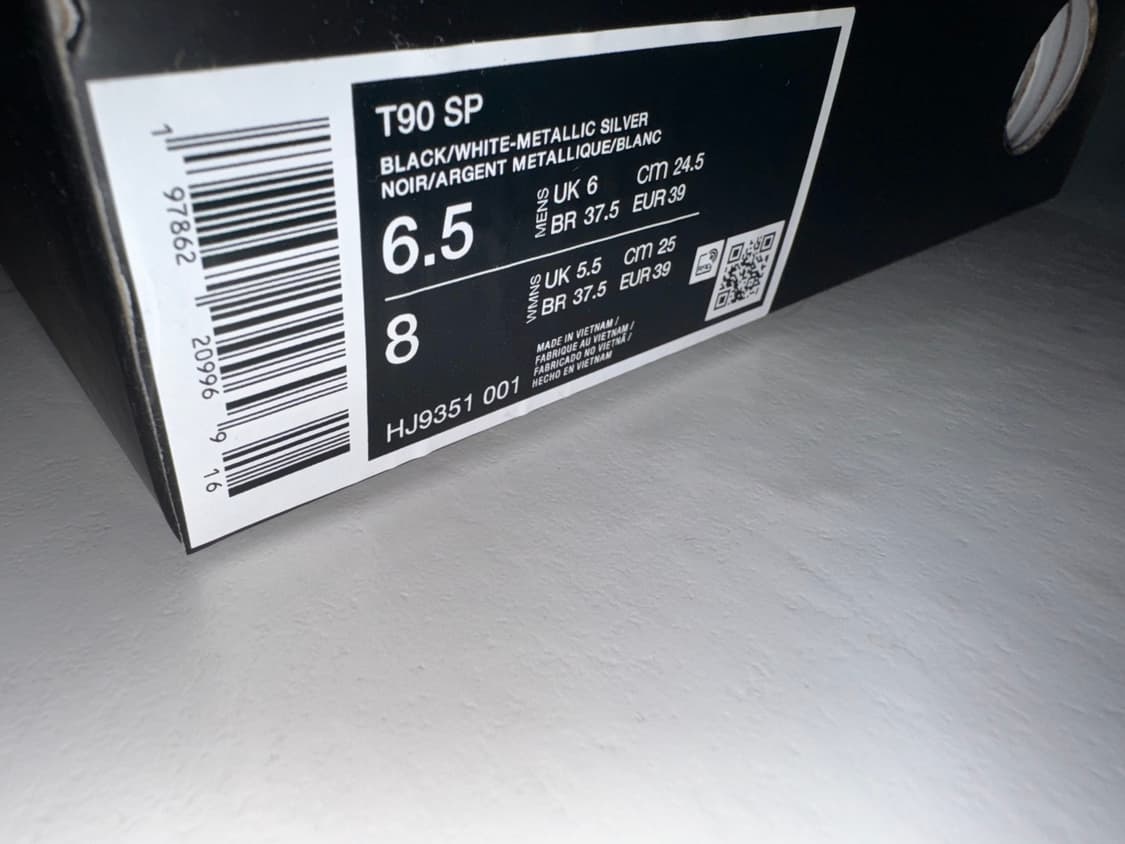 T90 SP
BLACK/WHITE-METALLIC SILVER
NOIR/ARGENT METALLIQUE/BLANC
6.5
MENS
UK 6 cm 24.5
BR 37.5 EUR 39
8
WMNS
UK 5.5 cm 25
BR 37.5 EUR 39
MADE IN VIETNAM /
FABRIQUE AU VIETNAM /
FABRICADO NO VIETNÃ /
HECHO EN VIETNAM
HJ9351 001
1 97862 20996 9 16